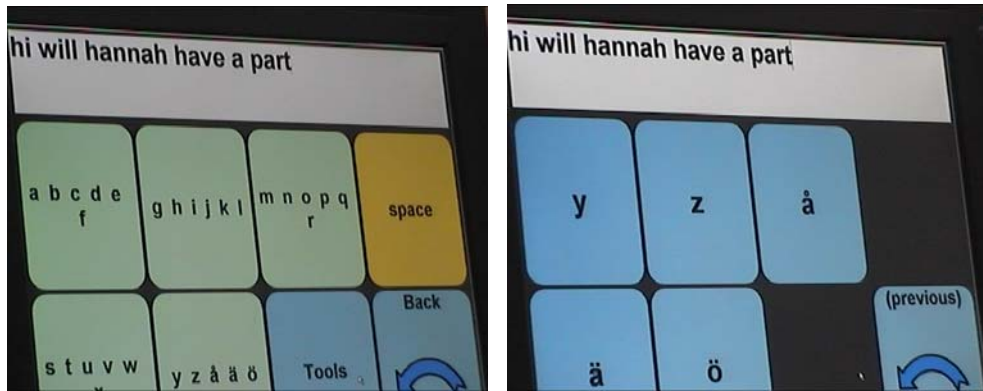 hi will hannah have a part
a b c d e
f
g h i j k l
m n o p q
r
space
s t u v w
y z å ä ö
Tools
Back
hi will hannah have a part
y
z
å
ä
ö
(previous)